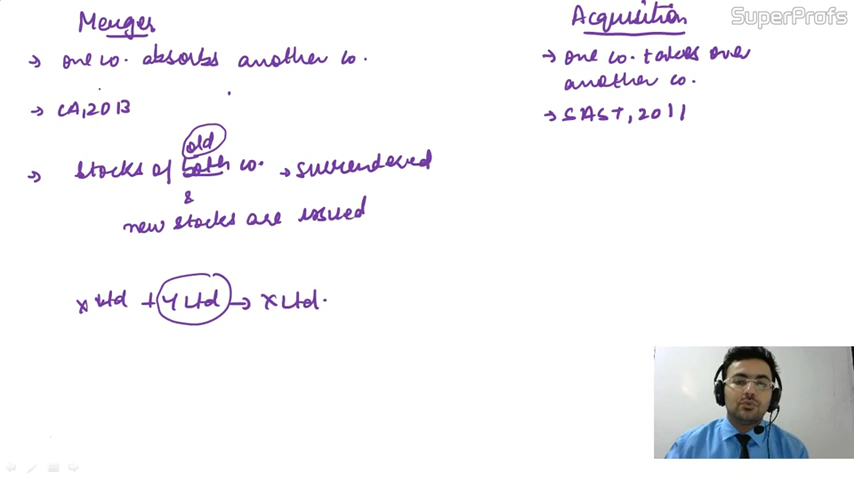 Merges
→ one co. absorbs another co.
→ CA, 2013
old
→ stocks of both co. → surrendered
&
new stocks are issued
X Ltd + Y Ltd → X Ltd.
Acquisition
→ one co. takes over
another co.
→ SAST, 2011
SuperProfs